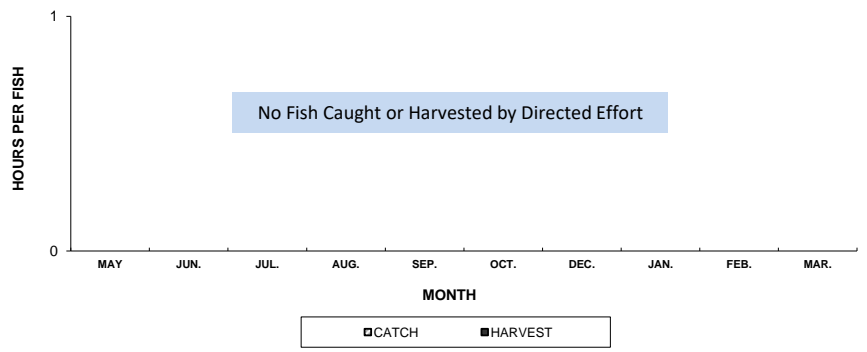 1
HOURS PER FISH
No Fish Caught or Harvested by Directed Effort
0
MAY JUN. JUL. AUG. SEP. OCT. DEC. JAN. FEB. MAR.
MONTH
CATCH HARVEST